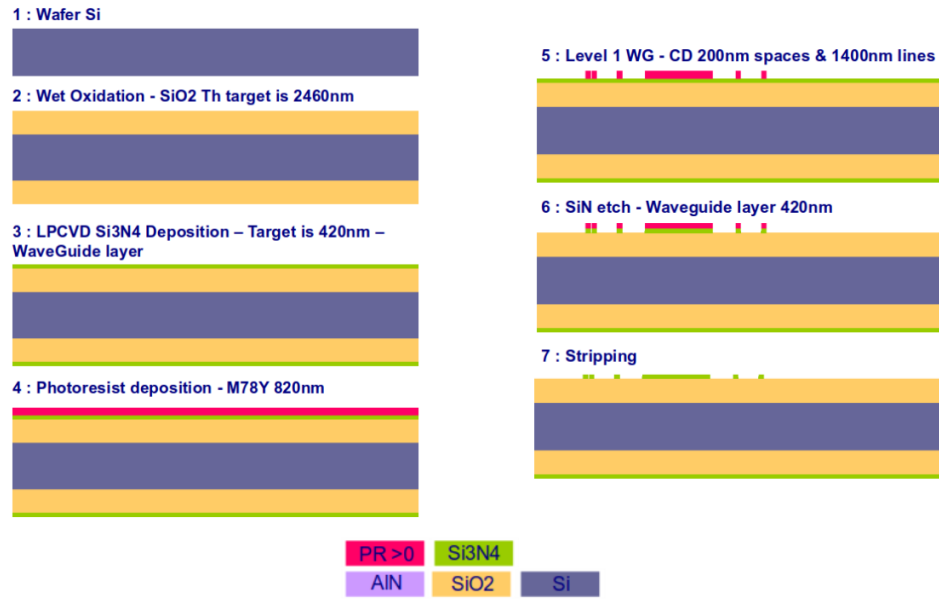 1 : Wafer Si
2 : Wet Oxidation - SiO2 Th target is 2460nm
3 : LPCVD Si3N4 Deposition – Target is 420nm –
WaveGuide layer
4 : Photoresist deposition - M78Y 820nm
5 : Level 1 WG - CD 200nm spaces & 1400nm lines
6 : SiN etch - Waveguide layer 420nm
7 : Stripping
PR >0
Si3N4
AlN
SiO2
Si